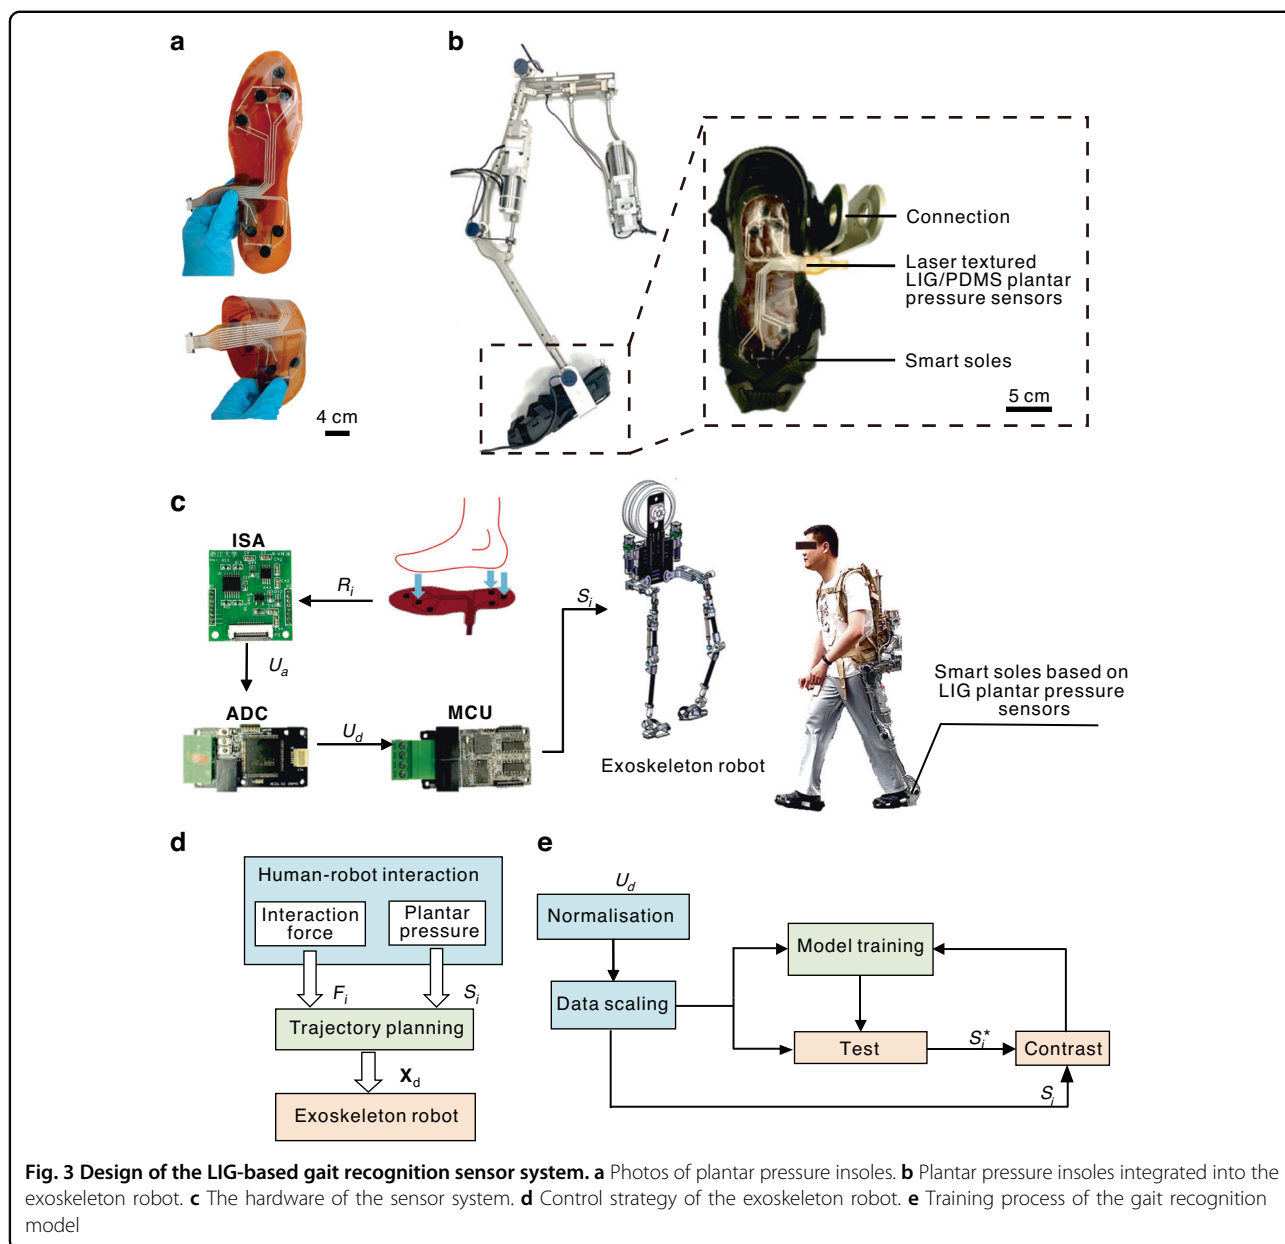 a
b
4 cm
Connection
Laser textured
LIG/PDMS plantar
pressure sensors
Smart soles
5 cm
c
ISA
R_i
U_a
ADC
U_d
MCU
S_i
Exoskeleton robot
Smart soles based on
LIG plantar pressure
sensors
d
Human-robot interaction
Interaction
force
Plantar
pressure
F_i
S_i
Trajectory planning
X_d
Exoskeleton robot
e
U_d
Normalisation
Data scaling
Model training
Test
S_i^*
Contrast
S_i
Fig. 3 Design of the LIG-based gait recognition sensor system. a Photos of plantar pressure insoles. b Plantar pressure insoles integrated into the
exoskeleton robot. c The hardware of the sensor system. d Control strategy of the exoskeleton robot. e Training process of the gait recognition
model